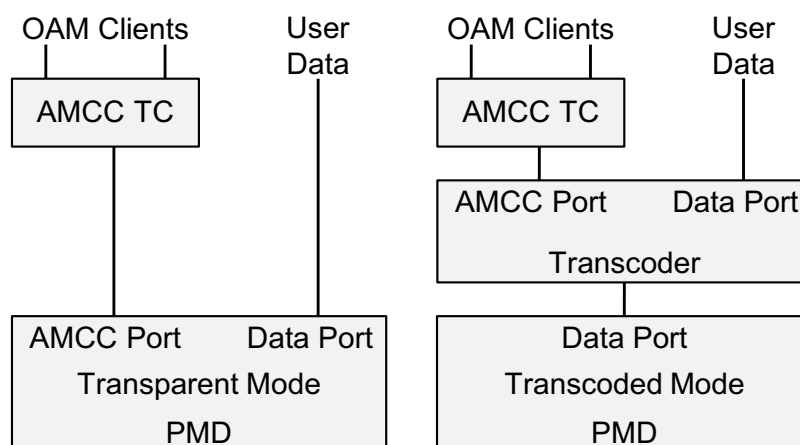 OAM Clients
User
Data
AMCC TC
AMCC Port
Data Port
Transparent Mode
PMD
OAM Clients
User
Data
AMCC TC
AMCC Port
Data Port
Transcoder
Data Port
Transcoded Mode
PMD